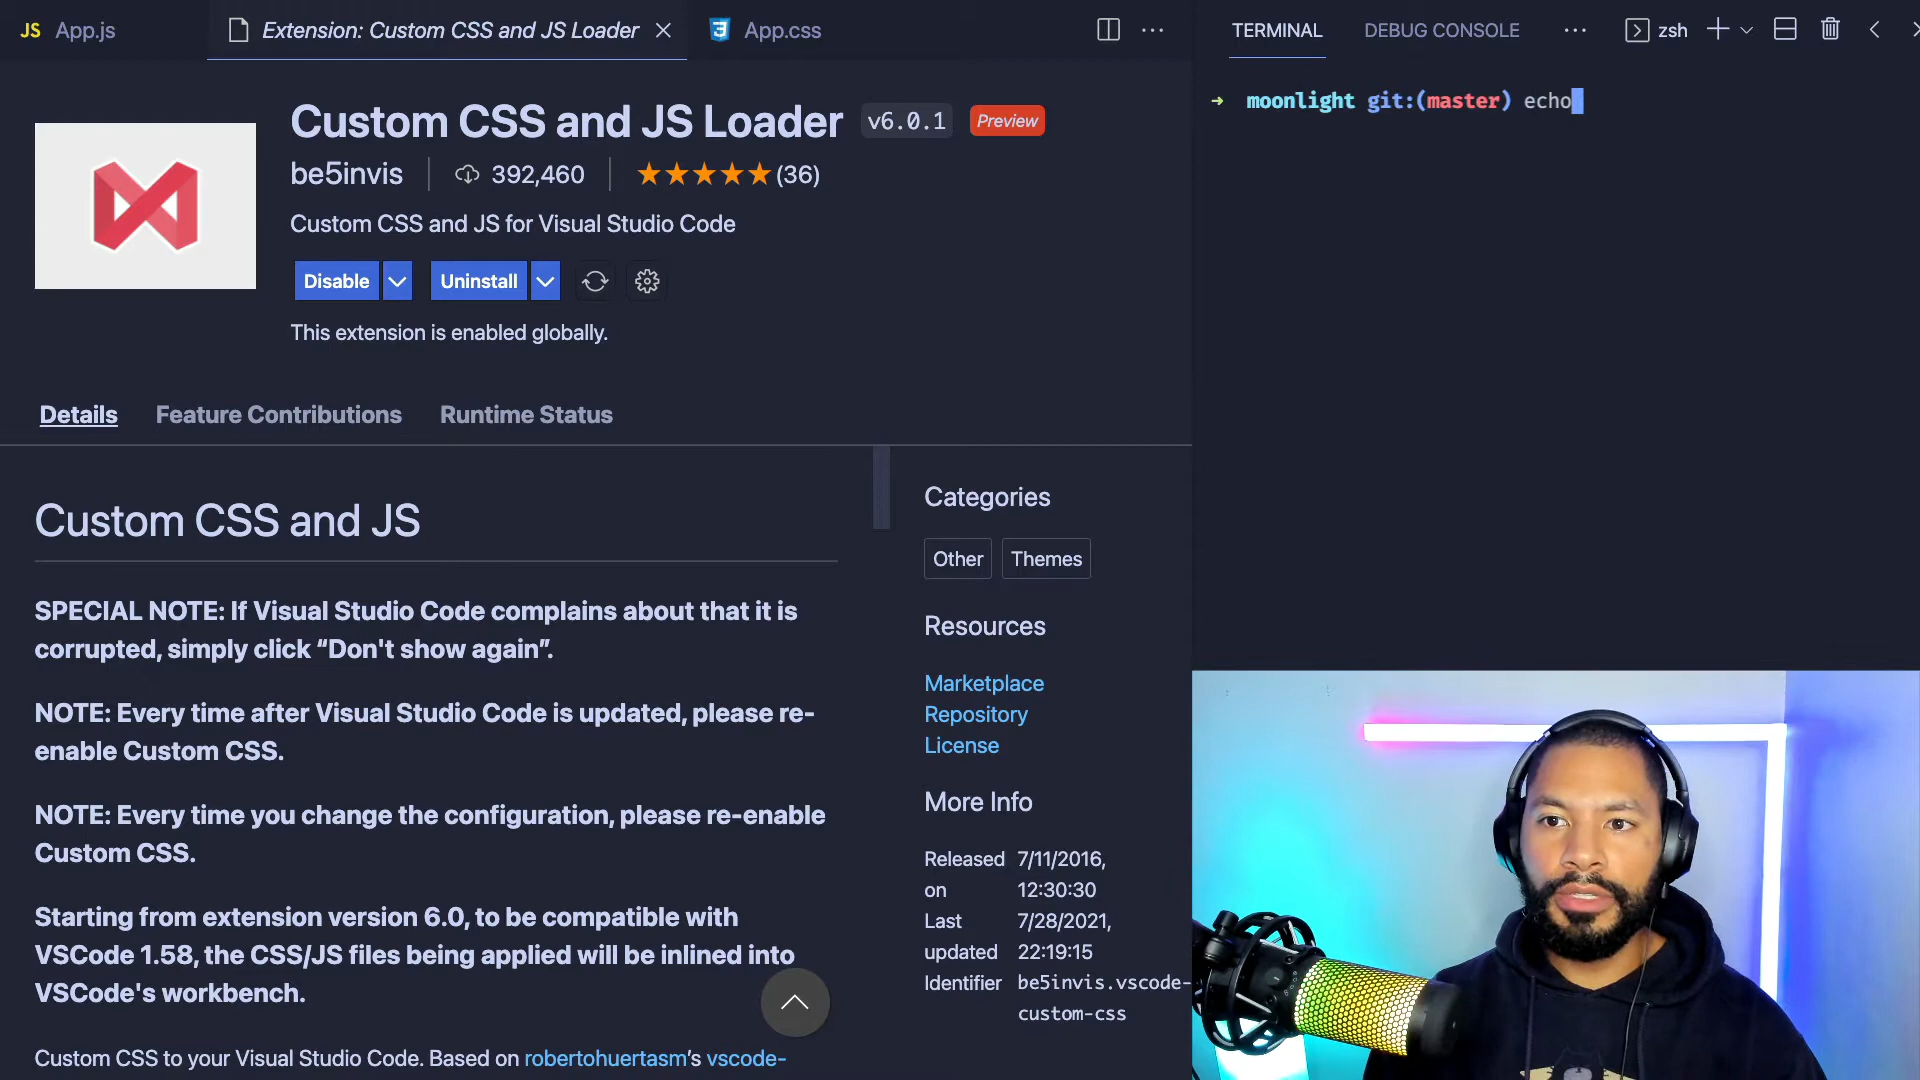 JS App.js
Extension: Custom CSS and JS Loader
App.css
TERMINAL
DEBUG CONSOLE
zsh
Custom CSS and JS Loader
v6.0.1
Preview
be5invis
392,460
(36)
Custom CSS and JS for Visual Studio Code
Disable
Uninstall
This extension is enabled globally.
Details
Feature Contributions
Runtime Status
Custom CSS and JS
SPECIAL NOTE: If Visual Studio Code complains about that it is
corrupted, simply click “Don't show again”.
NOTE: Every time after Visual Studio Code is updated, please re-
enable Custom CSS.
NOTE: Every time you change the configuration, please re-enable
Custom CSS.
Starting from extension version 6.0, to be compatible with
VSCode 1.58, the CSS/JS files being applied will be inlined into
VSCode's workbench.
Custom CSS to your Visual Studio Code. Based on robertohuertasm’s vscode-
Categories
Other
Themes
Resources
Marketplace
Repository
License
More Info
Released on 7/11/2016,
12:30:30
Last updated 7/28/2021,
22:19:15
Identifier be5invis.vscode-
custom-css
➜ moonlight git:(master) echo